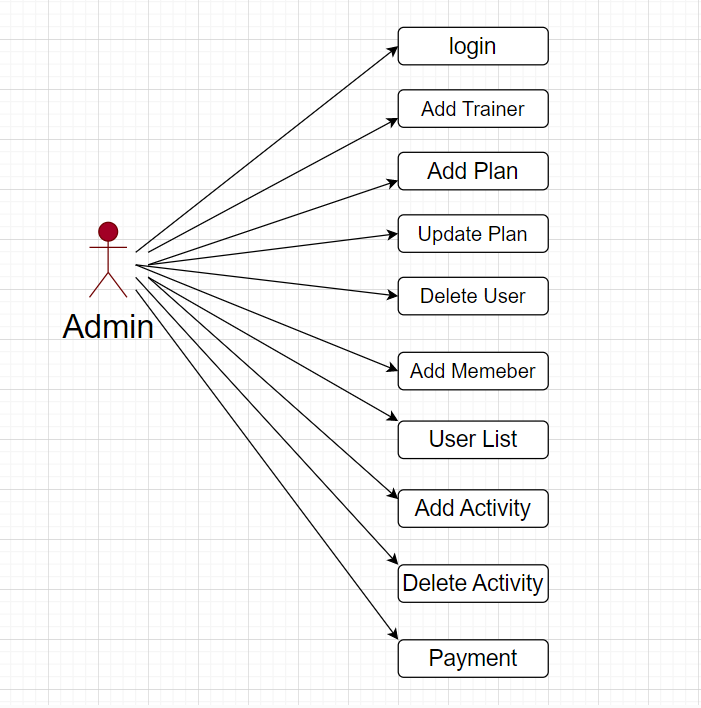 login
Add Trainer
Add Plan
Update Plan
Delete User
Admin
Add Memeber
User List
Add Activity
Delete Activity
Payment